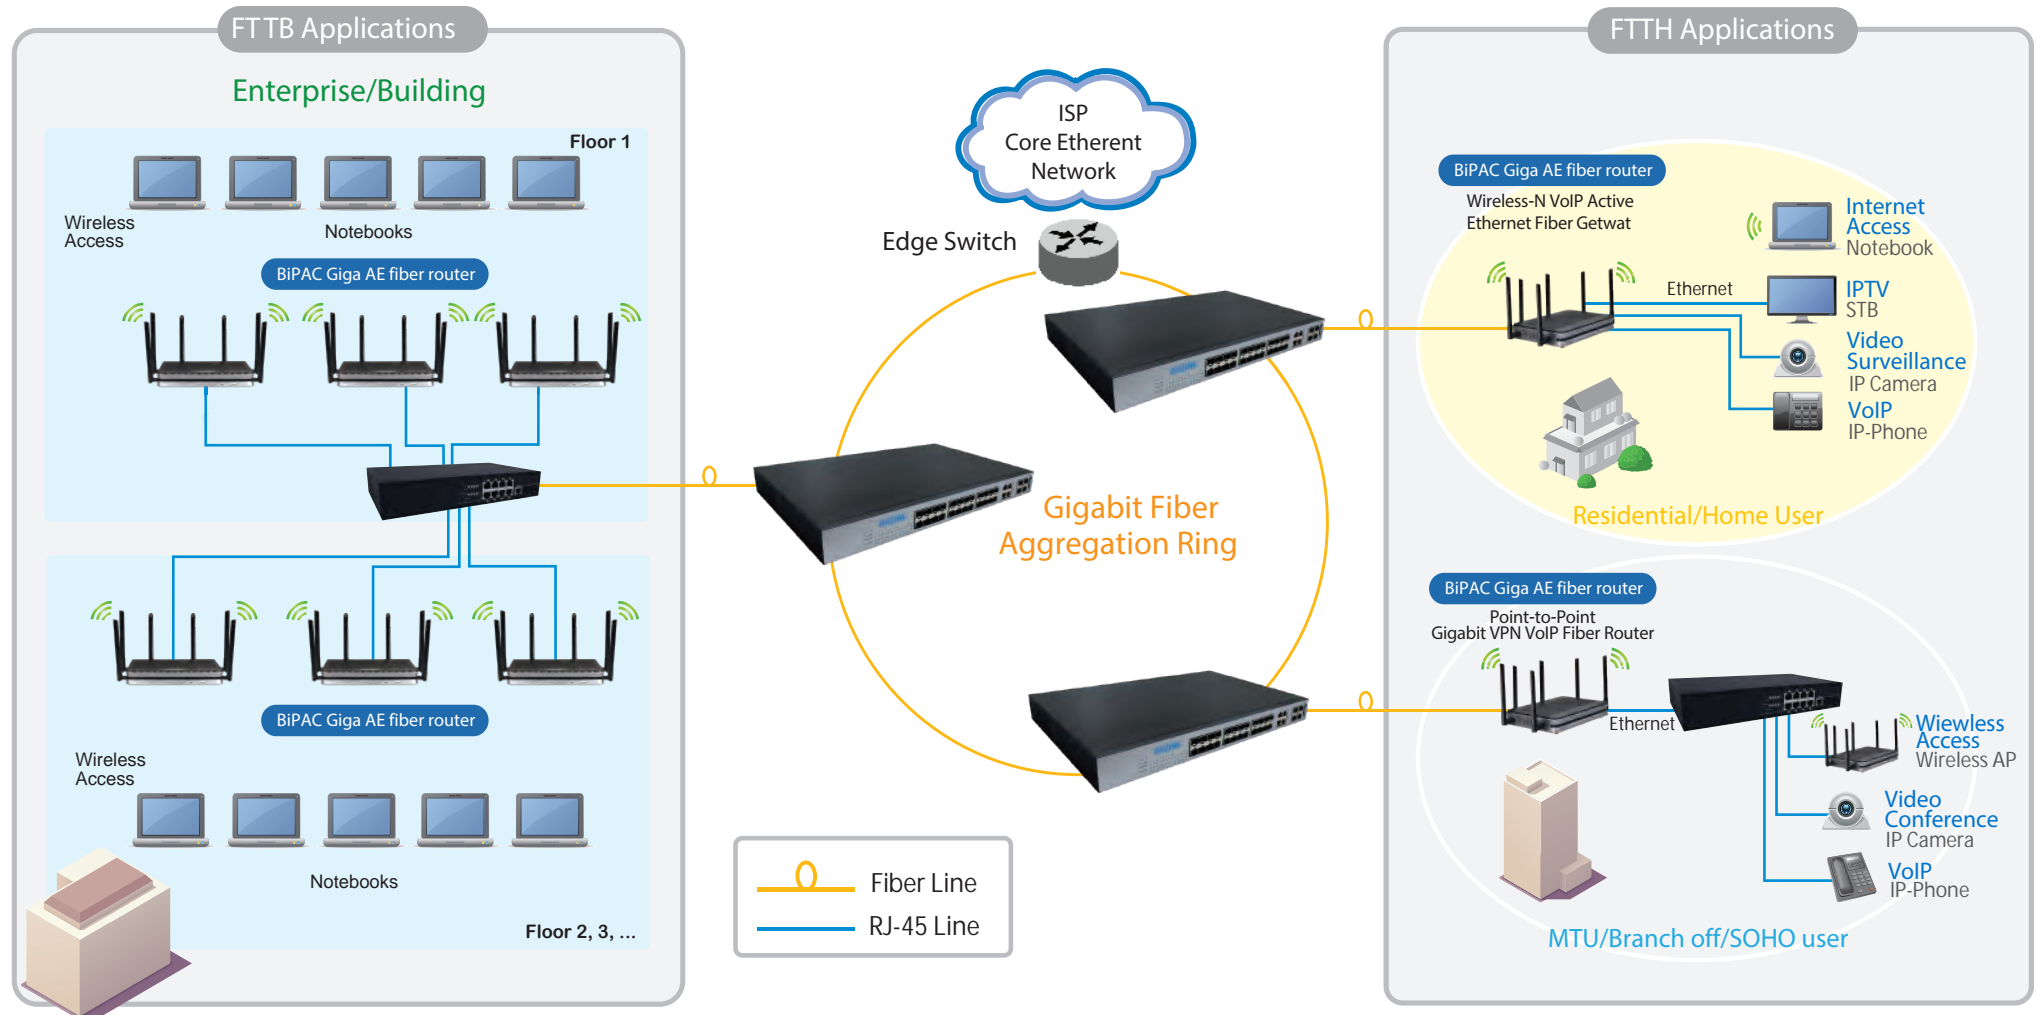 FTTB Applications
Enterprise/Building
Floor 1
Wireless
Access
Notebooks
BiPAC Giga AE fiber router
BiPAC Giga AE fiber router
Wireless
Access
Notebooks
Floor 2, 3, ...
ISP
Core Etherent
Network
Edge Switch
Gigabit Fiber
Aggregation Ring
Fiber Line
RJ-45 Line
FTTH Applications
BiPAC Giga AE fiber router
Wireless-N VoIP Active
Ethernet Fiber Getwat
Ethernet
Internet
Access
Notebook
IPTV
STB
Video
Surveillance
IP Camera
VoIP
IP-Phone
Residential/Home User
BiPAC Giga AE fiber router
Point-to-Point
Gigabit VPN VoIP Fiber Router
Ethernet
Wiewless
Access
Wireless AP
Video
Conference
IP Camera
VoIP
IP-Phone
MTU/Branch off/SOHO user